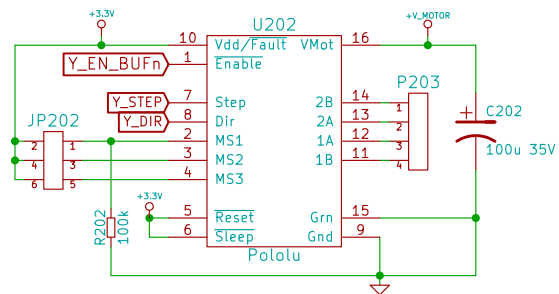 +3.3V
U202
+V_MOTOR
10 Vdd/Fault VMot 16
Y_EN_BUFn 1 Enable
P203
Y_STEP 7 Step 2B 14 1
Y_DIR 8 Dir 2A 13 2
C202
JP202
2 1 2 MS1 1A 12 3
100u 35V
4 3 3 MS2 1B 11 4
6 5 4 MS3
+3.3V
R202
100k
5 Reset Grn 15
6 Sleep Gnd 9
Pololu
+